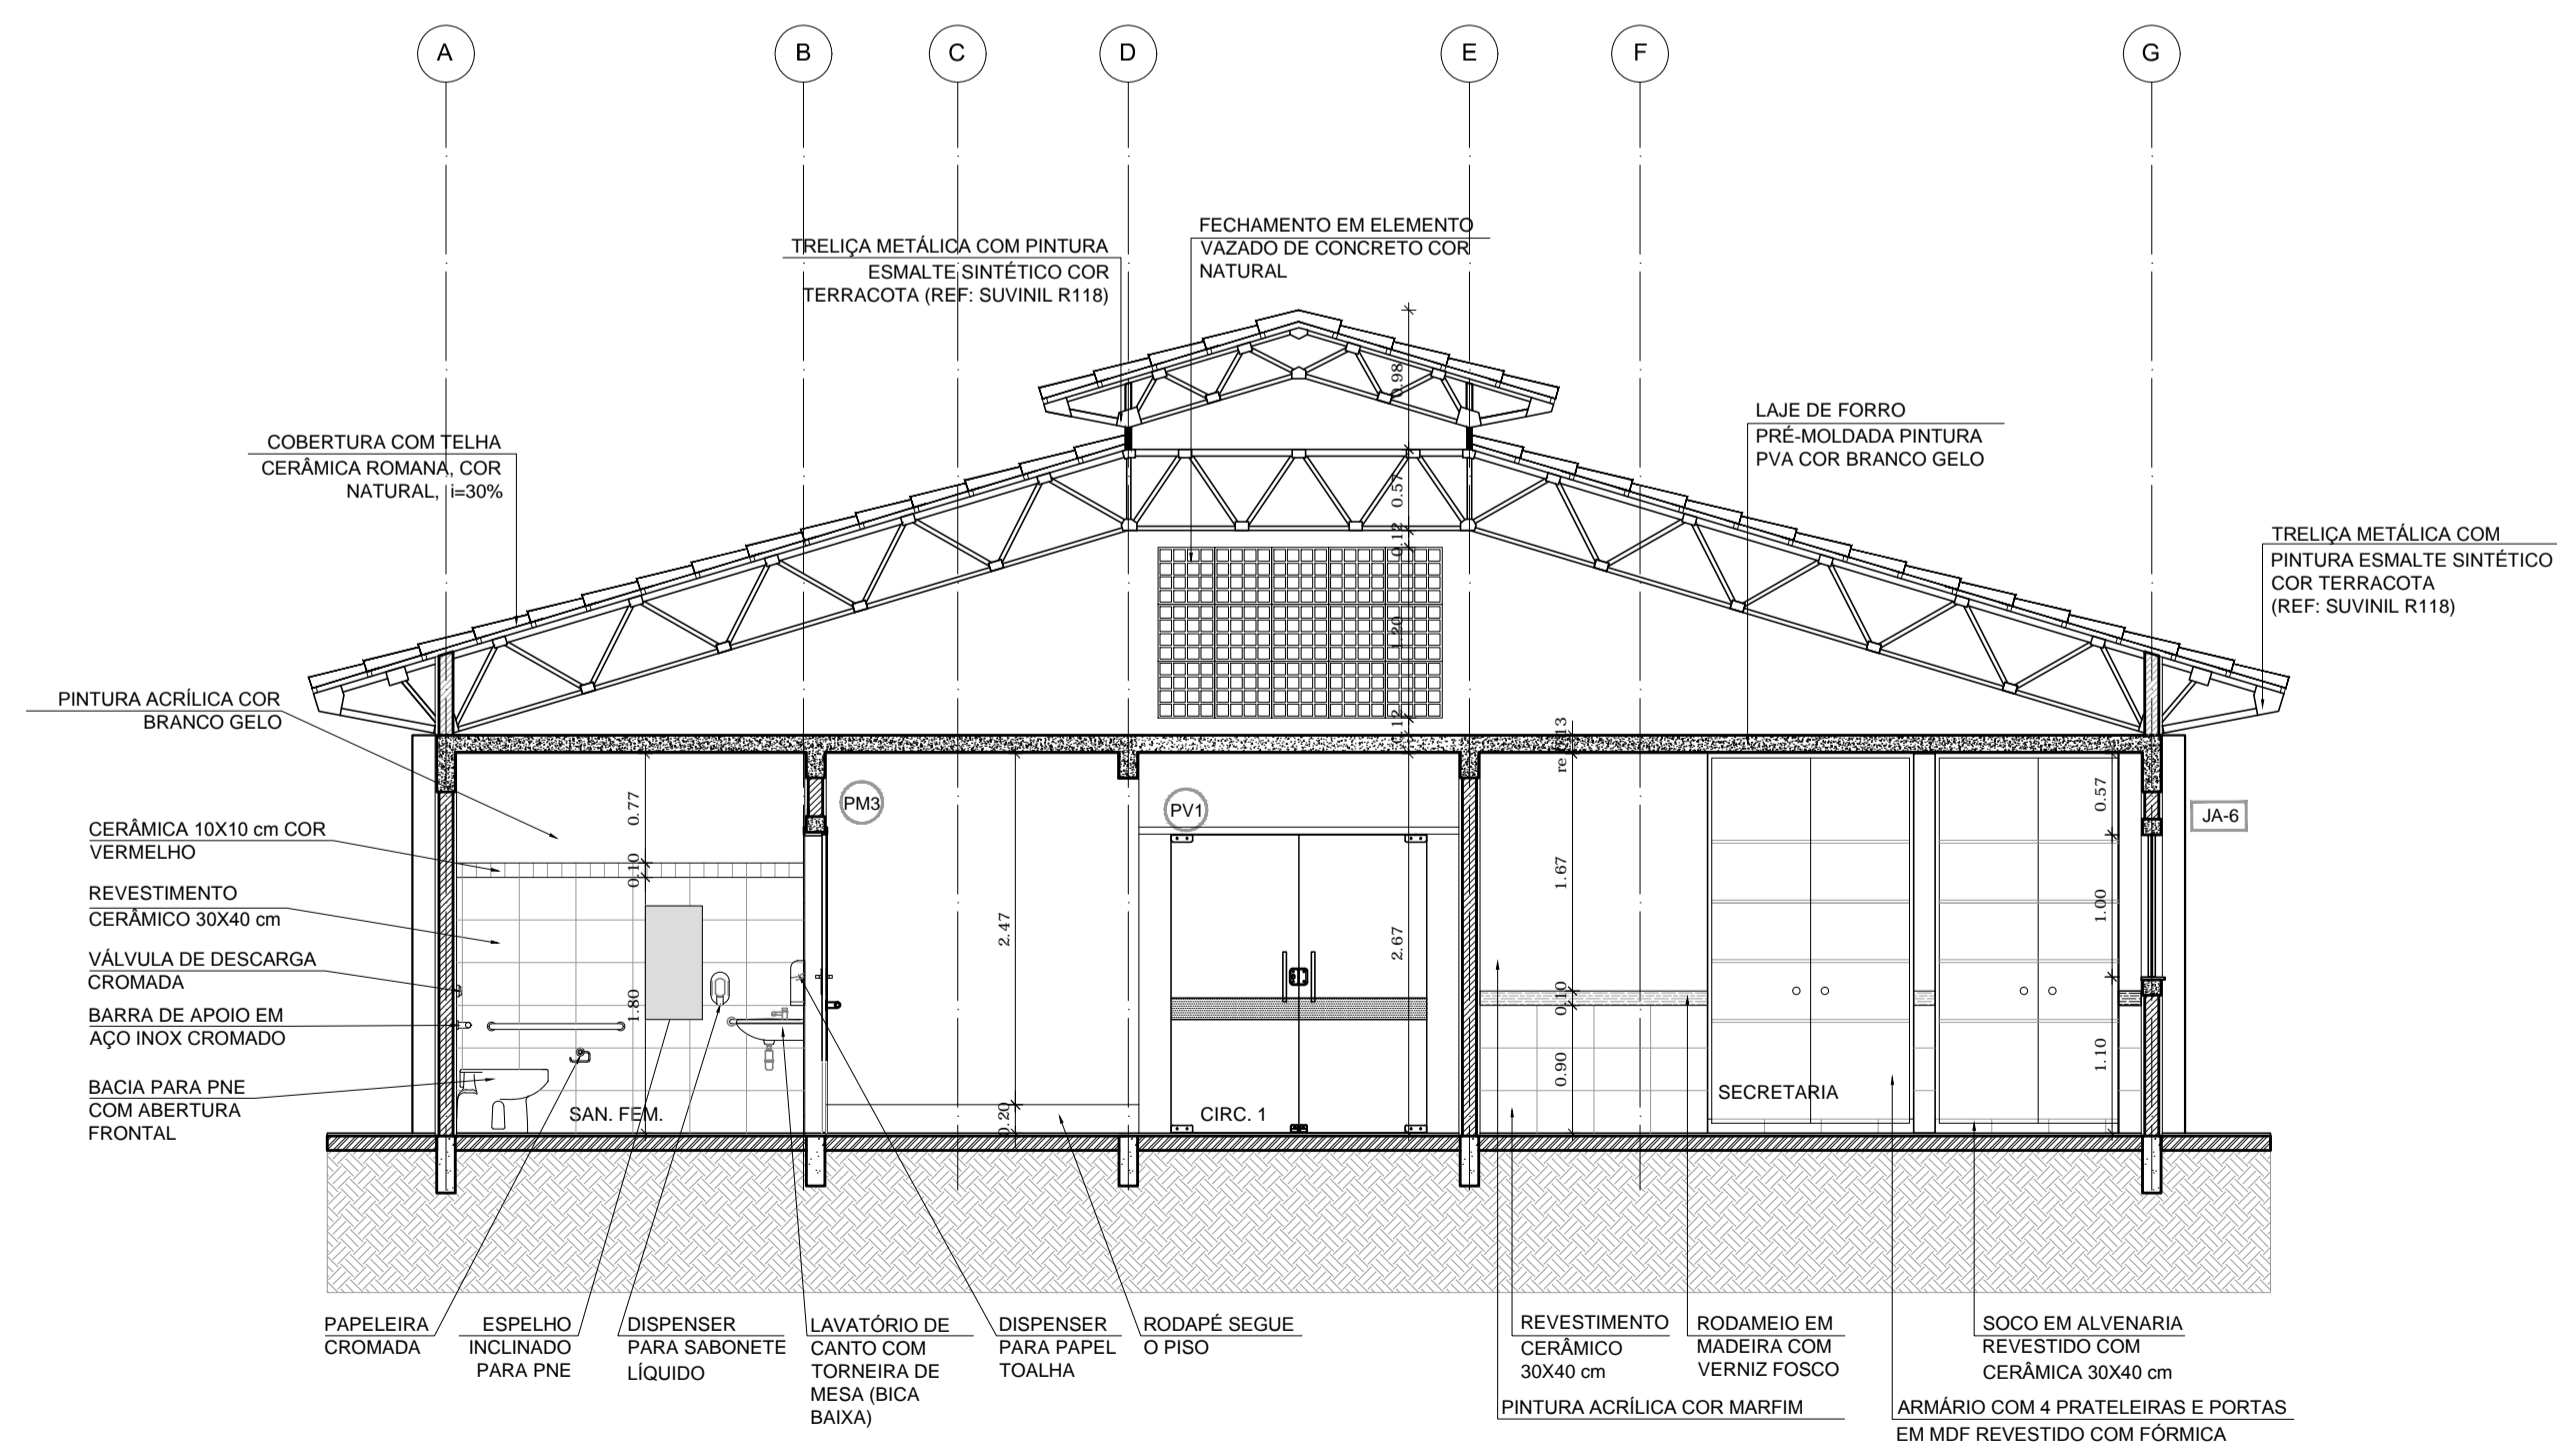 A
B
C
D
E
F
G
FECHAMENTO EM ELEMENTO
VAZADO DE CONCRETO COR
NATURAL
TRELIÇA METÁLICA COM PINTURA
ESMALTE SINTÉTICO COR
TERRACOTA (REF: SUVINIL R118)
0.98
LAJE DE FORRO
PRÉ-MOLDADA PINTURA
PVA COR BRANCO GELO
COBERTURA COM TELHA
CERÂMICA ROMANA, COR
NATURAL, i=30%
0.57
0.12
1.20
0.12
TRELIÇA METÁLICA COM
PINTURA ESMALTE SINTÉTICO
COR TERRACOTA
(REF: SUVINIL R118)
PINTURA ACRÍLICA COR
BRANCO GELO
CERÂMICA 10X10 cm COR
VERMELHO
REVESTIMENTO
CERÂMICO 30X40 cm
VÁLVULA DE DESCARGA
CROMADA
BARRA DE APOIO EM
AÇO INOX CROMADO
BACIA PARA PNE
COM ABERTURA
FRONTAL
0.77
0.10
1.80
SAN. FEM.
PM3
2.47
0.20
PV1
2.67
CIRC. 1
0.13
re
1.67
0.10
0.90
SECRETARIA
0.57
1.00
1.10
JA-6
PAPELEIRA
CROMADA
ESPELHO
INCLINADO
PARA PNE
DISPENSER
PARA SABONETE
LÍQUIDO
LAVATÓRIO DE
CANTO COM
TORNEIRA DE
MESA (BICA
BAIXA)
DISPENSER
PARA PAPEL
TOALHA
RODAPÉ SEGUE
O PISO
REVESTIMENTO
CERÂMICO
30X40 cm
RODAMEIO EM
MADEIRA COM
VERNIZ FOSCO
SOCO EM ALVENARIA
REVESTIDO COM
CERÂMICA 30X40 cm
PINTURA ACRÍLICA COR MARFIM
ARMÁRIO COM 4 PRATELEIRAS E PORTAS
EM MDF REVESTIDO COM FÓRMICA